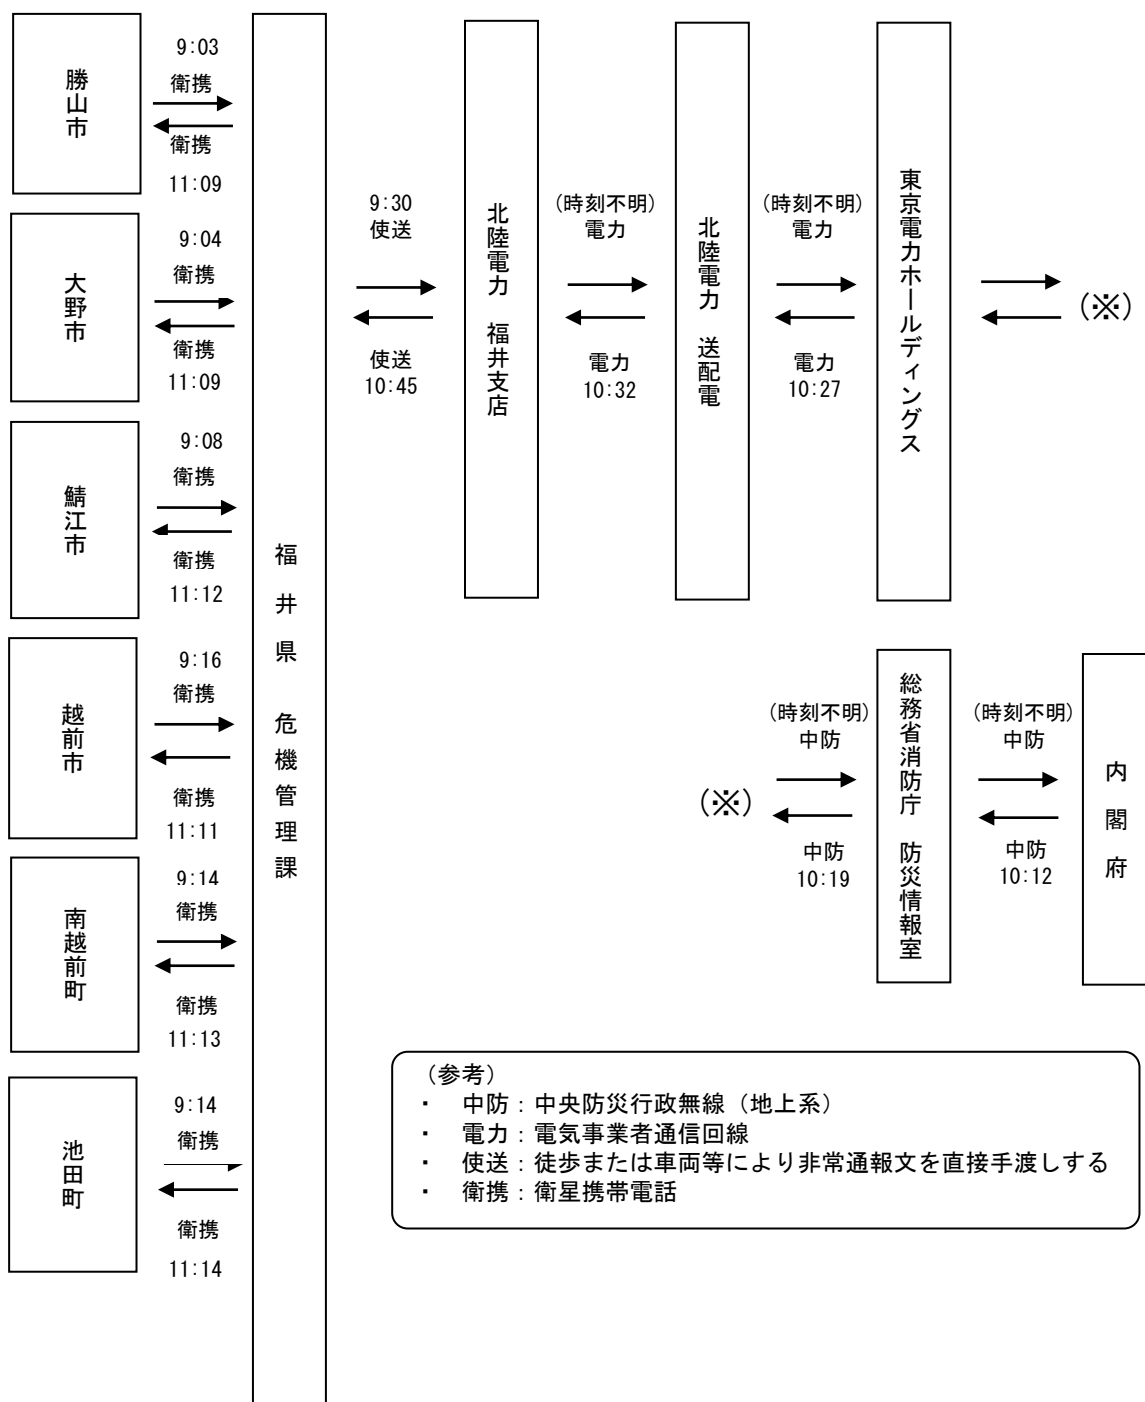 勝山市
9:03
衛携
衛携
11:09
大野市
9:04
衛携
衛携
11:09
鯖江市
9:08
衛携
衛携
11:12
越前市
9:16
衛携
衛携
11:11
南越前町
9:14
衛携
衛携
11:13
池田町
9:14
衛携
衛携
11:14
福井県 危機管理課
9:30
使送
使送
10:45
北陸電力 福井支店
(時刻不明)
電力
電力
10:32
北陸電力 送配電
(時刻不明)
電力
電力
10:27
東京電力ホールディングス
(※)
(※)
(時刻不明)
中防
中防
10:19
総務省消防庁 防災情報室
(時刻不明)
中防
中防
10:12
内閣府
(参考)
・ 中防：中央防災行政無線（地上系）
・ 電力：電気事業者通信回線
・ 使送：徒歩または車両等により非常通報文を直接手渡しする
・ 衛携：衛星携帯電話